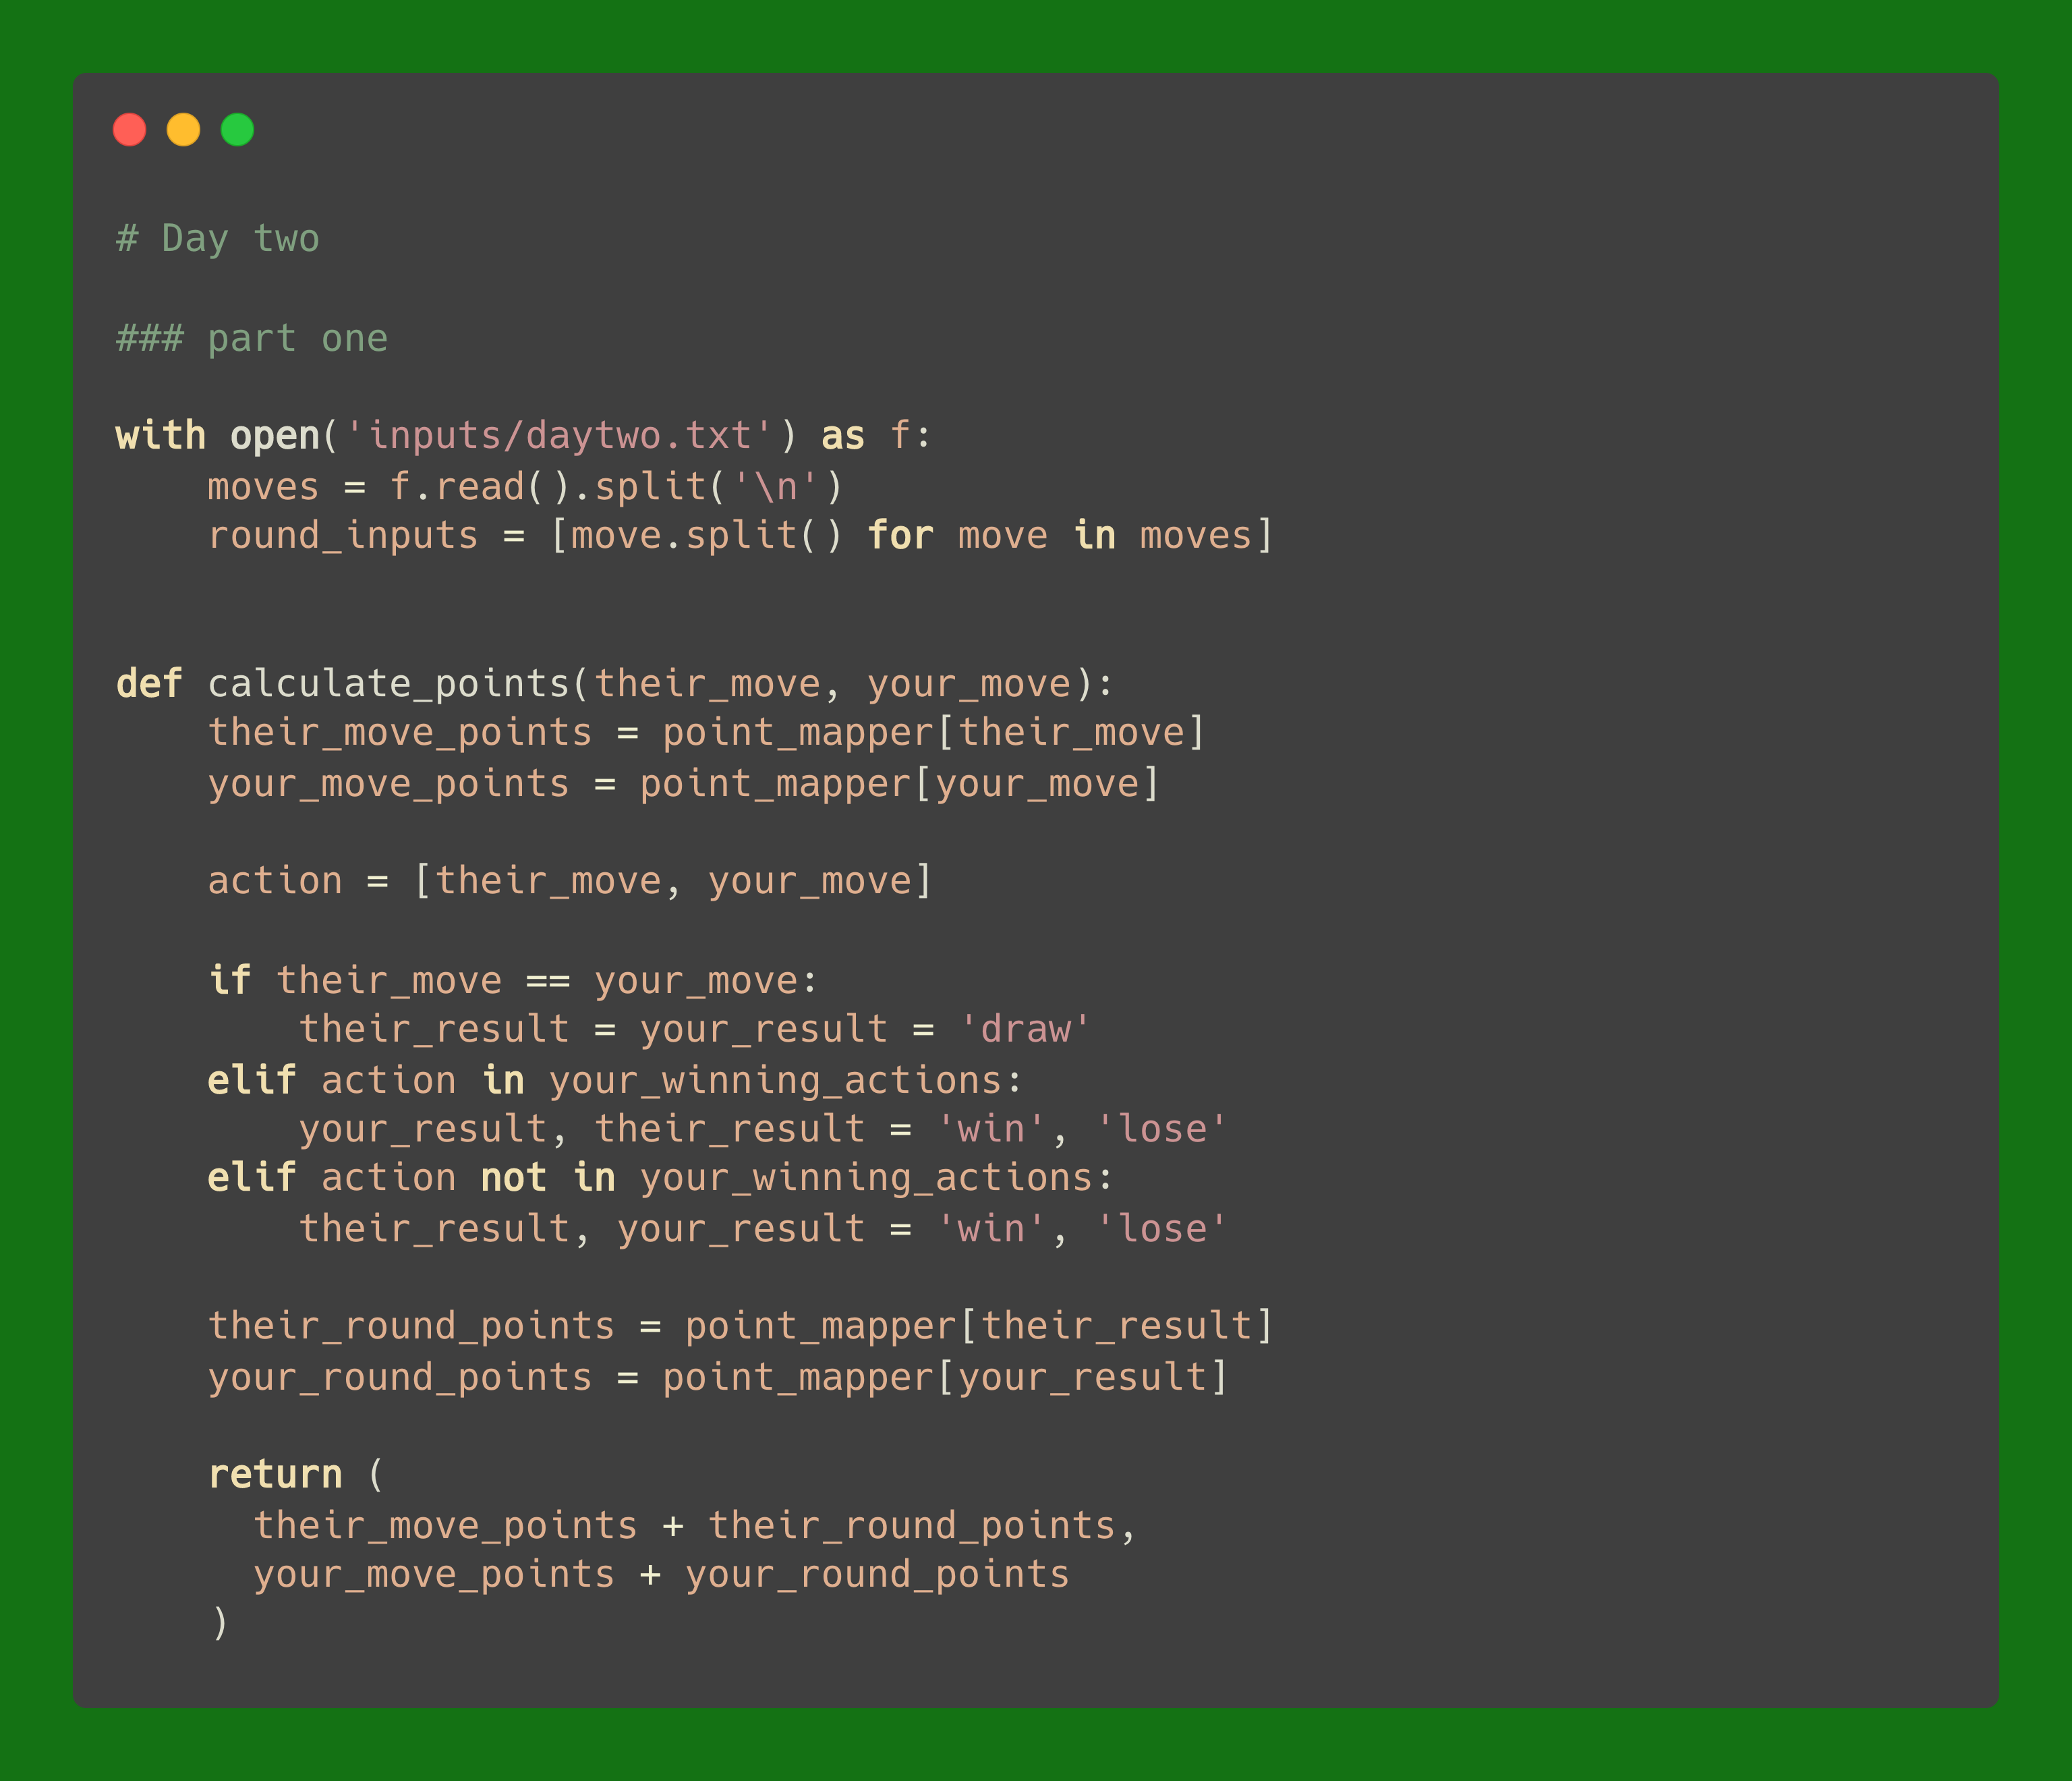 # Day two
### part one
with open('inputs/daytwo.txt') as f:
    moves = f.read().split('\n')
    round_inputs = [move.split() for move in moves]
def calculate_points(their_move, your_move):
    their_move_points = point_mapper[their_move]
    your_move_points = point_mapper[your_move]
    action = [their_move, your_move]
    if their_move == your_move:
        their_result = your_result = 'draw'
    elif action in your_winning_actions:
        your_result, their_result = 'win', 'lose'
    elif action not in your_winning_actions:
        their_result, your_result = 'win', 'lose'
    their_round_points = point_mapper[their_result]
    your_round_points = point_mapper[your_result]
    return (
      their_move_points + their_round_points,
      your_move_points + your_round_points
    )